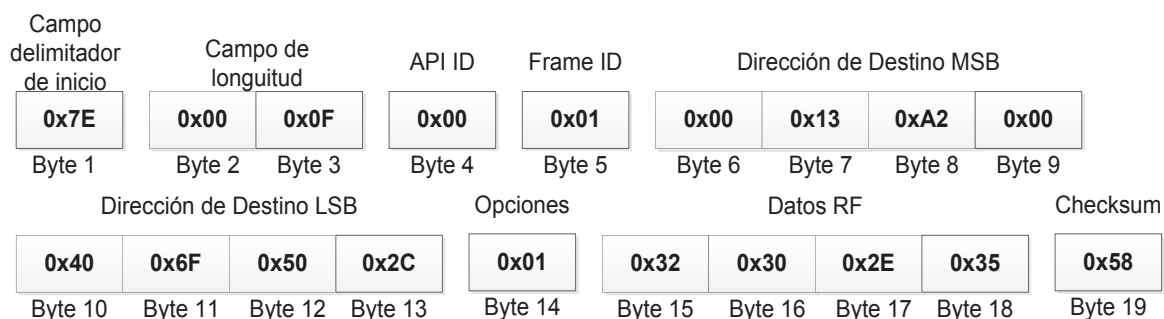 Campo delimitador de inicio
Campo de longuitud
API ID
Frame ID
Dirección de Destino MSB
0x7E
0x00
0x0F
0x00
0x01
0x00
0x13
0xA2
0x00
Byte 1
Byte 2
Byte 3
Byte 4
Byte 5
Byte 6
Byte 7
Byte 8
Byte 9
Dirección de Destino LSB
Opciones
Datos RF
Checksum
0x40
0x6F
0x50
0x2C
0x01
0x32
0x30
0x2E
0x35
0x58
Byte 10
Byte 11
Byte 12
Byte 13
Byte 14
Byte 15
Byte 16
Byte 17
Byte 18
Byte 19